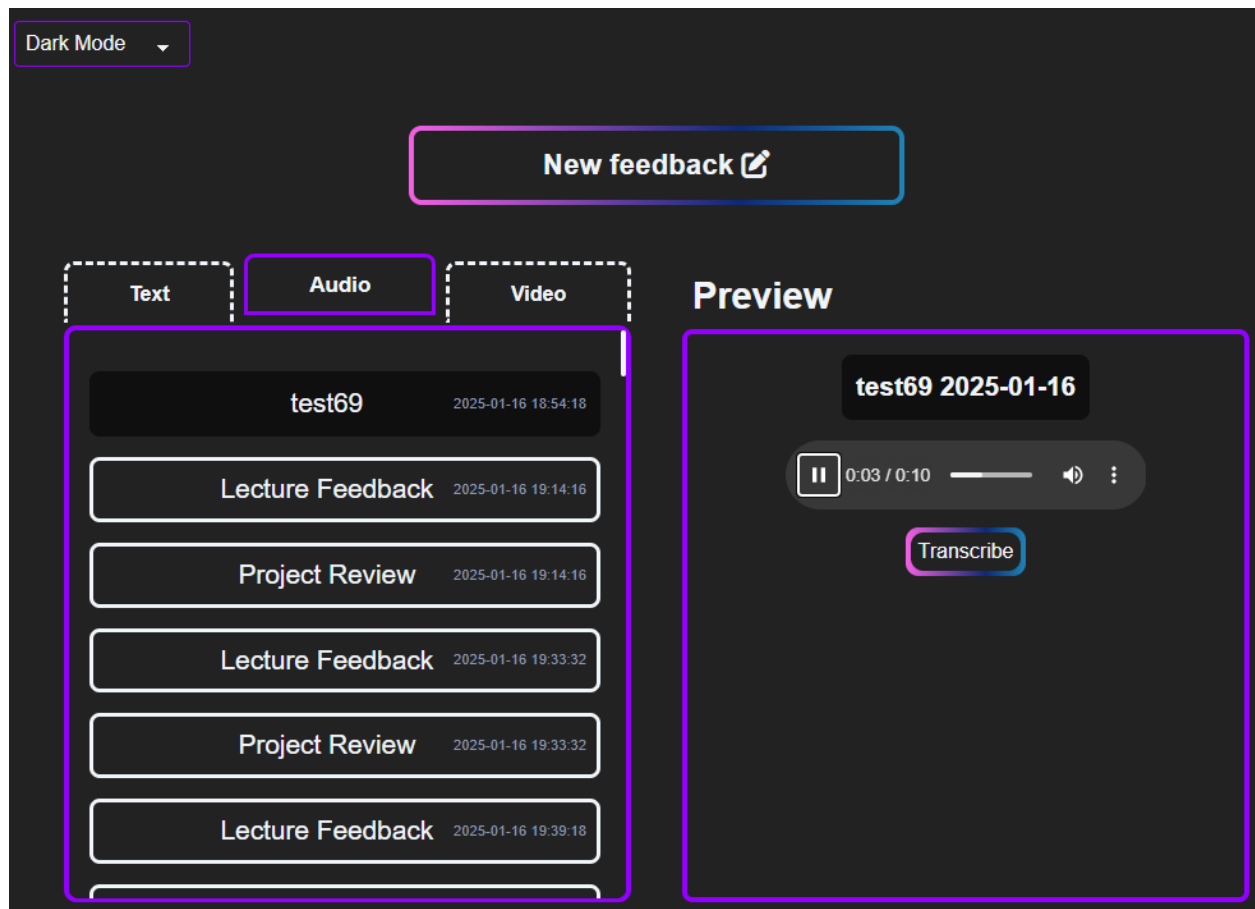 Dark Mode
New feedback
Text
Audio
Video
Preview
test69 2025-01-16 18:54:18
Lecture Feedback 2025-01-16 19:14:16
Project Review 2025-01-16 19:14:16
Lecture Feedback 2025-01-16 19:33:32
Project Review 2025-01-16 19:33:32
Lecture Feedback 2025-01-16 19:39:18
test69 2025-01-16
0:03 / 0:10
Transcribe